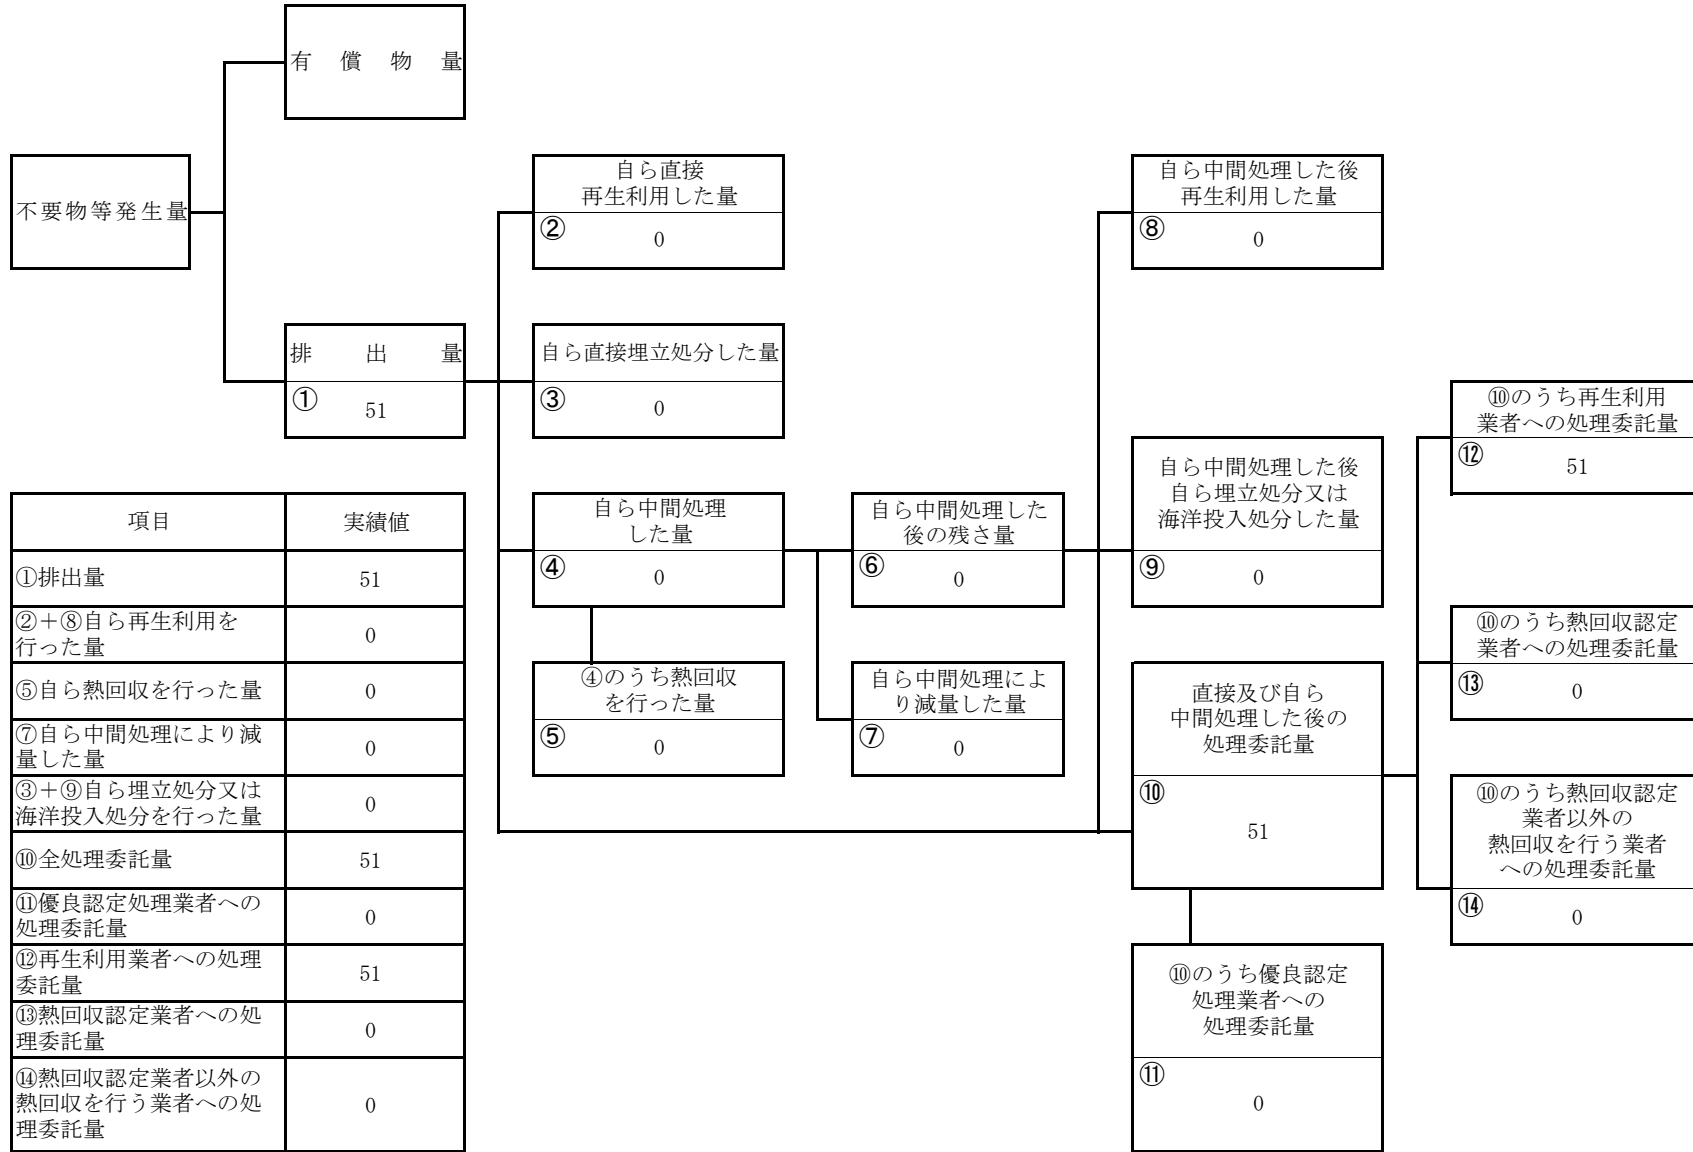 有償物量
不要物等発生量
自ら直接
再生利用した量
②
0
自ら中間処理した後
再生利用した量
⑧
0
排出量
①
51
自ら直接埋立処分した量
③
0
⑩のうち再生利用
業者への処理委託量
⑫
51
自ら中間処理
した量
④
0
自ら中間処理した
後の残さ量
⑥
0
自ら中間処理した後
自ら埋立処分又は
海洋投入処分した量
⑨
0
④のうち熱回収
を行った量
⑤
0
自ら中間処理によ
り減量した量
⑦
0
直接及び自ら
中間処理した後の
処理委託量
⑩
51
⑩のうち熱回収認定
業者への処理委託量
⑬
0
⑩のうち熱回収認定
業者以外の
熱回収を行う業者
への処理委託量
⑭
0
⑩のうち優良認定
処理業者への
処理委託量
⑪
0
項目 実績値
①排出量 51
②＋⑧自ら再生利用を
行った量 0
⑤自ら熱回収を行った量 0
⑦自ら中間処理により減
量した量 0
③＋⑨自ら埋立処分又は
海洋投入処分を行った量 0
⑩全処理委託量 51
⑪優良認定処理業者への
処理委託量 0
⑫再生利用業者への処理
委託量 51
⑬熱回収認定業者への処
理委託量 0
⑭熱回収認定業者以外の
熱回収を行う業者への処
理委託量 0